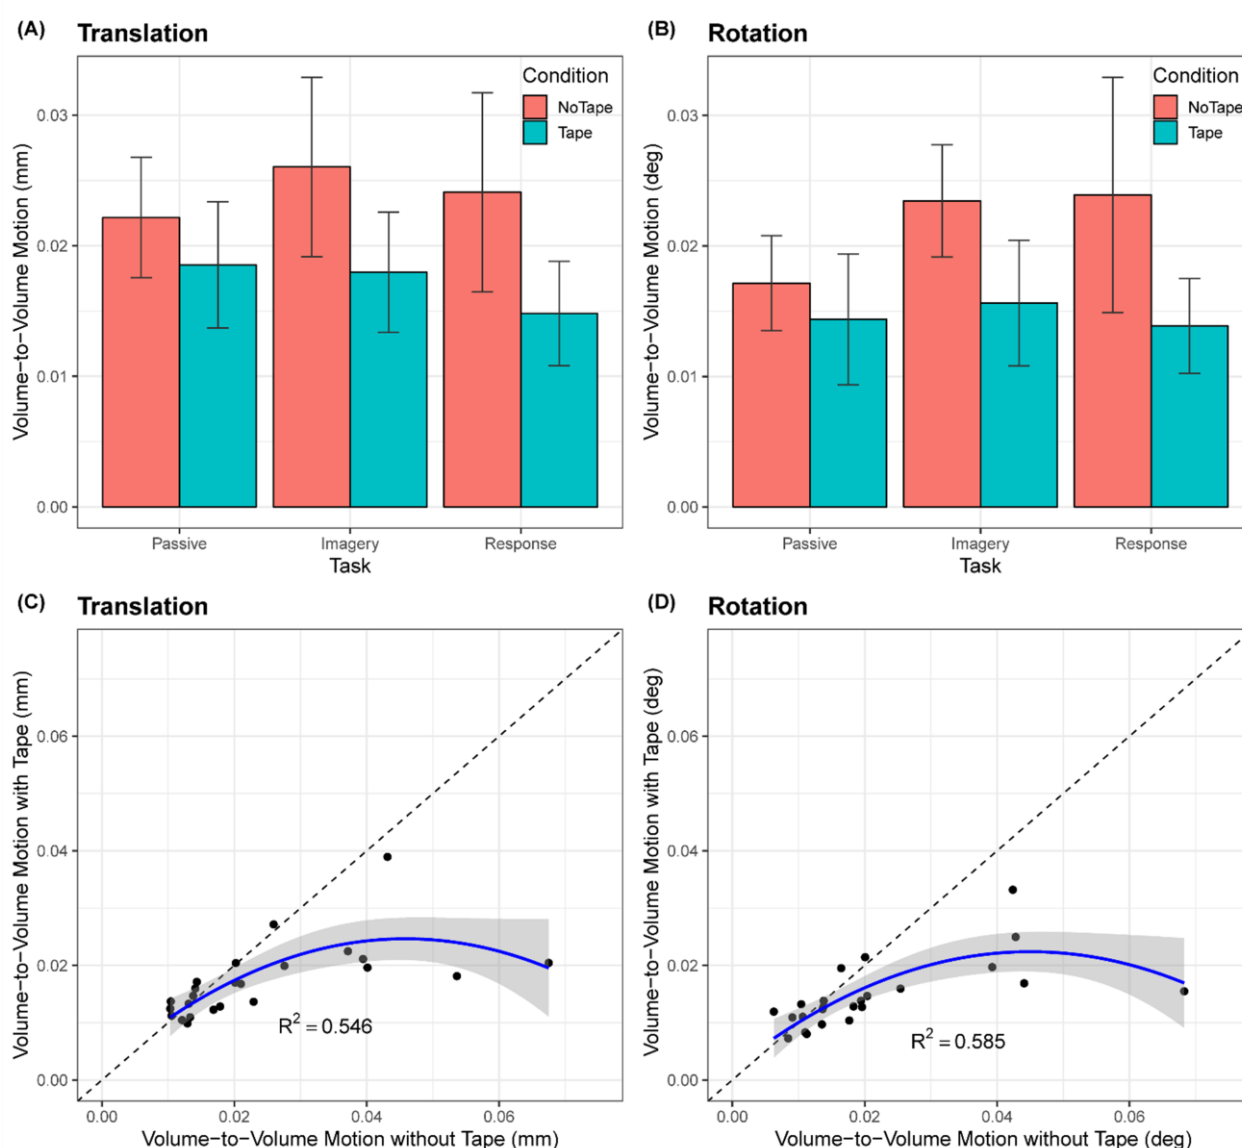 (A) Translation
Volume-to-Volume Motion (mm)
0.03
0.02
0.01
0.00
Condition
NoTape
Tape
Passive Imagery Response
Task
(B) Rotation
Volume-to-Volume Motion (deg)
0.03
0.02
0.01
0.00
Condition
NoTape
Tape
Passive Imagery Response
Task
(C) Translation
Volume-to-Volume Motion with Tape (mm)
0.06
0.04
0.02
0.00
R² = 0.546
0.00 0.02 0.04 0.06
Volume-to-Volume Motion without Tape (mm)
(D) Rotation
Volume-to-Volume Motion with Tape (deg)
0.06
0.04
0.02
0.00
R² = 0.585
0.00 0.02 0.04 0.06
Volume-to-Volume Motion without Tape (deg)